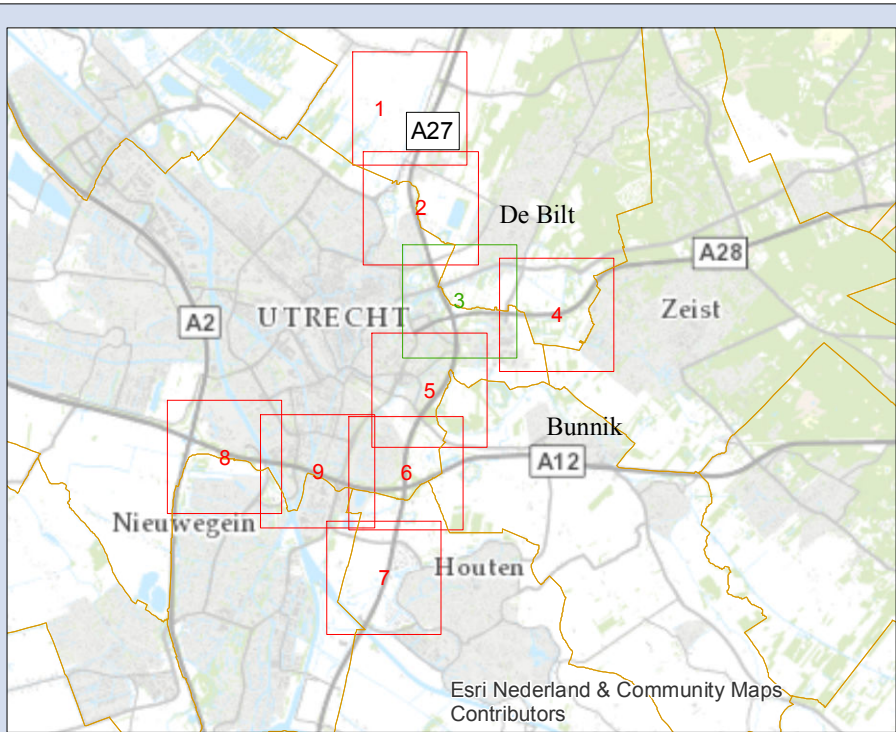 1
A27
2
De Bilt
A28
3
UTRECHT
4
Zeist
A2
5
Bunnik
8
9
6
A12
Nieuwegein
Houten
7
Esri Nederland & Community Maps
Contributors